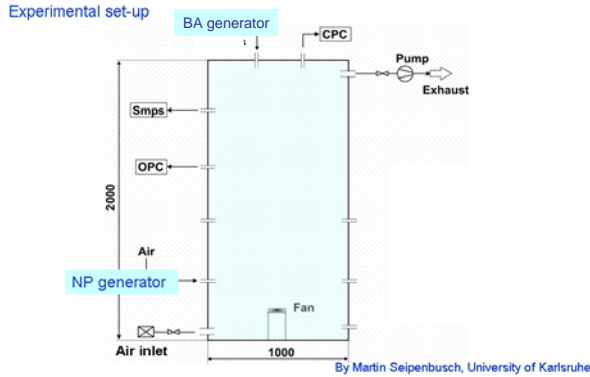 Experimental set-up
BA generator
CPC
Pump
Exhaust
Smps
OPC
2000
Air
NP generator
Fan
Air inlet
1000
By Martin Seipenbusch, University of Karlsruhe